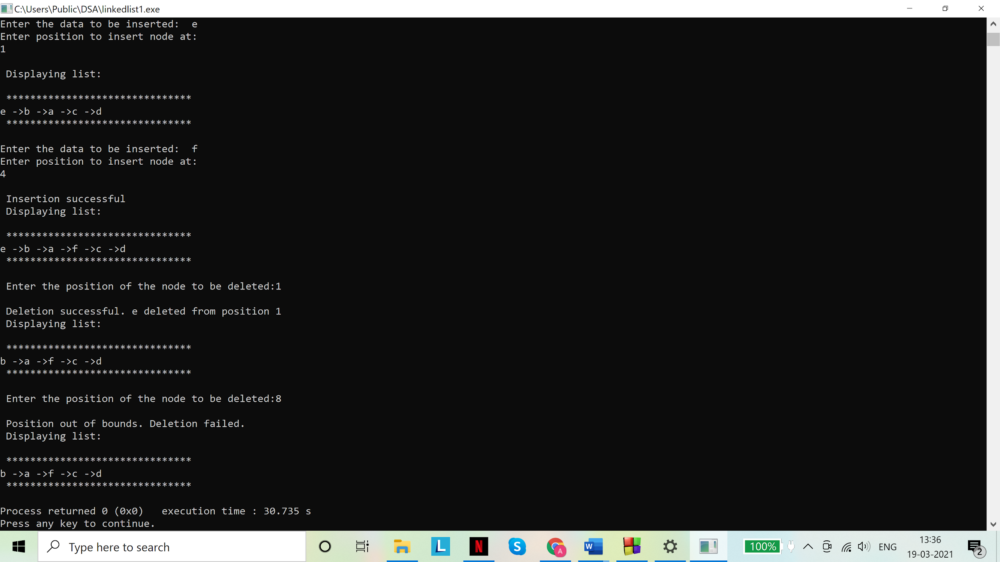 C:\Users\Public\DSA\linkedlist1.exe
Enter the data to be inserted:  e
Enter position to insert node at:
1
Displaying list:
*******************************
e ->b ->a ->c ->d
*******************************
Enter the data to be inserted:  f
Enter position to insert node at:
4
Insertion successful
Displaying list:
*******************************
e ->b ->a ->f ->c ->d
*******************************
Enter the position of the node to be deleted:1
Deletion successful. e deleted from position 1
Displaying list:
*******************************
b ->a ->f ->c ->d
*******************************
Enter the position of the node to be deleted:8
Position out of bounds. Deletion failed.
Displaying list:
*******************************
b ->a ->f ->c ->d
*******************************
Process returned 0 (0x0)   execution time : 30.735 s
Press any key to continue.
Type here to search
L
N
S
A
W
100%
ENG
13:36
19-03-2021
2